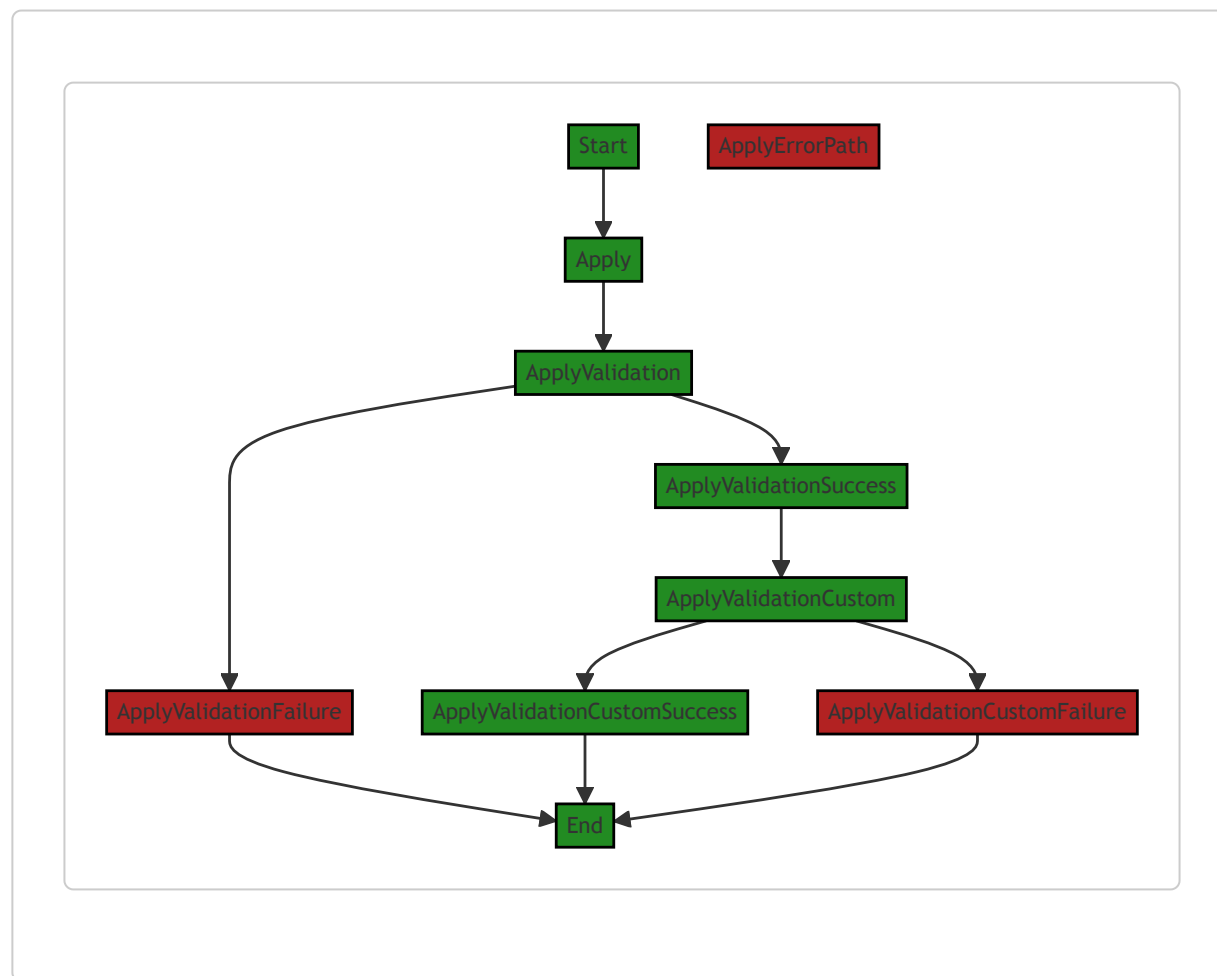 Start
ApplyErrorPath
Apply
ApplyValidation
ApplyValidationSuccess
ApplyValidationCustom
ApplyValidationFailure
ApplyValidationCustomSuccess
ApplyValidationCustomFailure
End